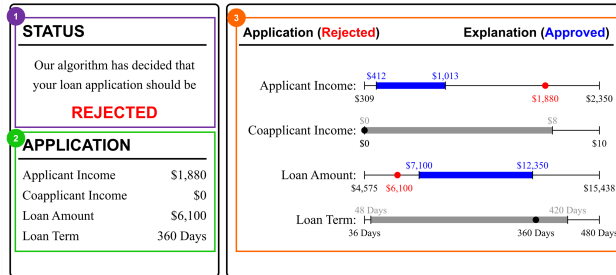 1
STATUS
Our algorithm has decided that
your loan application should be
REJECTED
2
APPLICATION
Applicant Income $1,880
Coapplicant Income $0
Loan Amount $6,100
Loan Term 360 Days
3
Application (Rejected) Explanation (Approved)
$412 $1,013
Applicant Income:
$309 $1,880 $2,350
$0 $8
Coapplicant Income:
$0 $10
$7,100 $12,350
Loan Amount:
$4,575 $6,100 $15,438
48 Days 420 Days
Loan Term:
36 Days 360 Days 480 Days